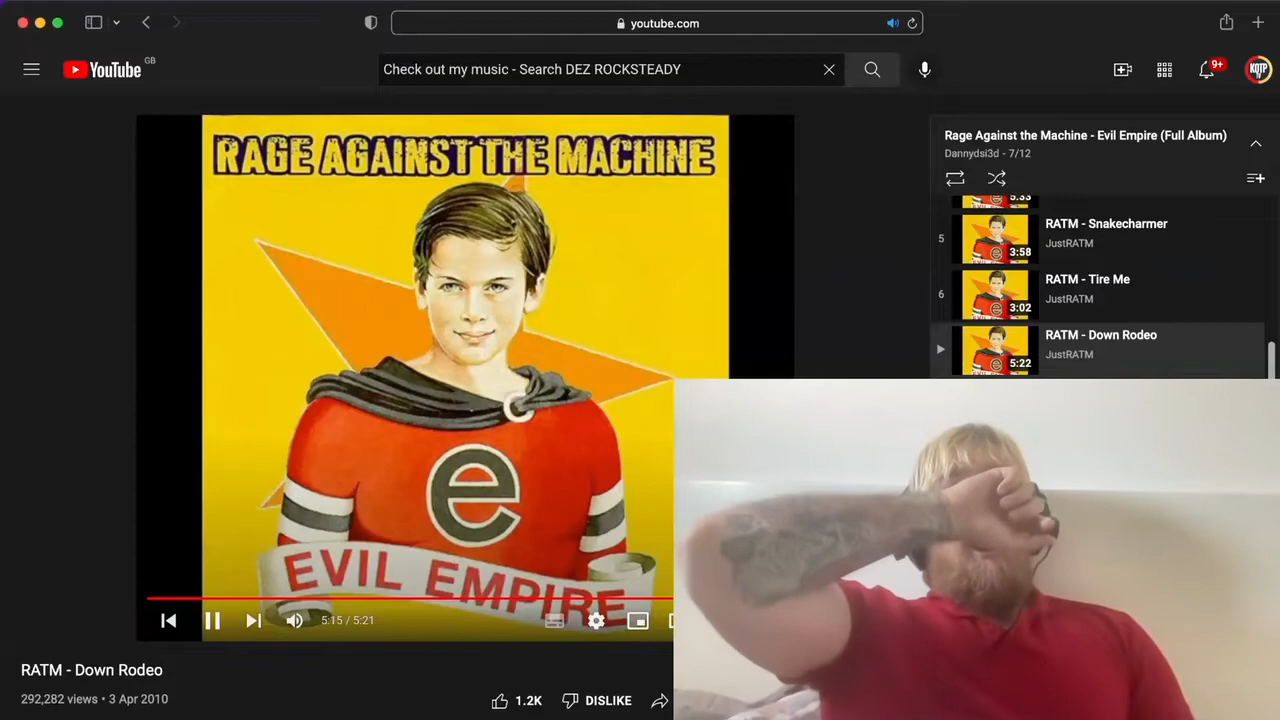 youtube.com
YouTube GB
Check out my music - Search DEZ ROCKSTEADY
9+
KOTP
RAGE AGAINST THE MACHINE
e
EVIL EMPIRE
5:15 / 5:21
RATM - Down Rodeo
292,282 views • 3 Apr 2010
1.2K
DISLIKE
Rage Against the Machine - Evil Empire (Full Album)
Dannydsi3d - 7/12
5:33
5
3:58
RATM - Snakecharmer
JustRATM
6
3:02
RATM - Tire Me
JustRATM
5:22
RATM - Down Rodeo
JustRATM